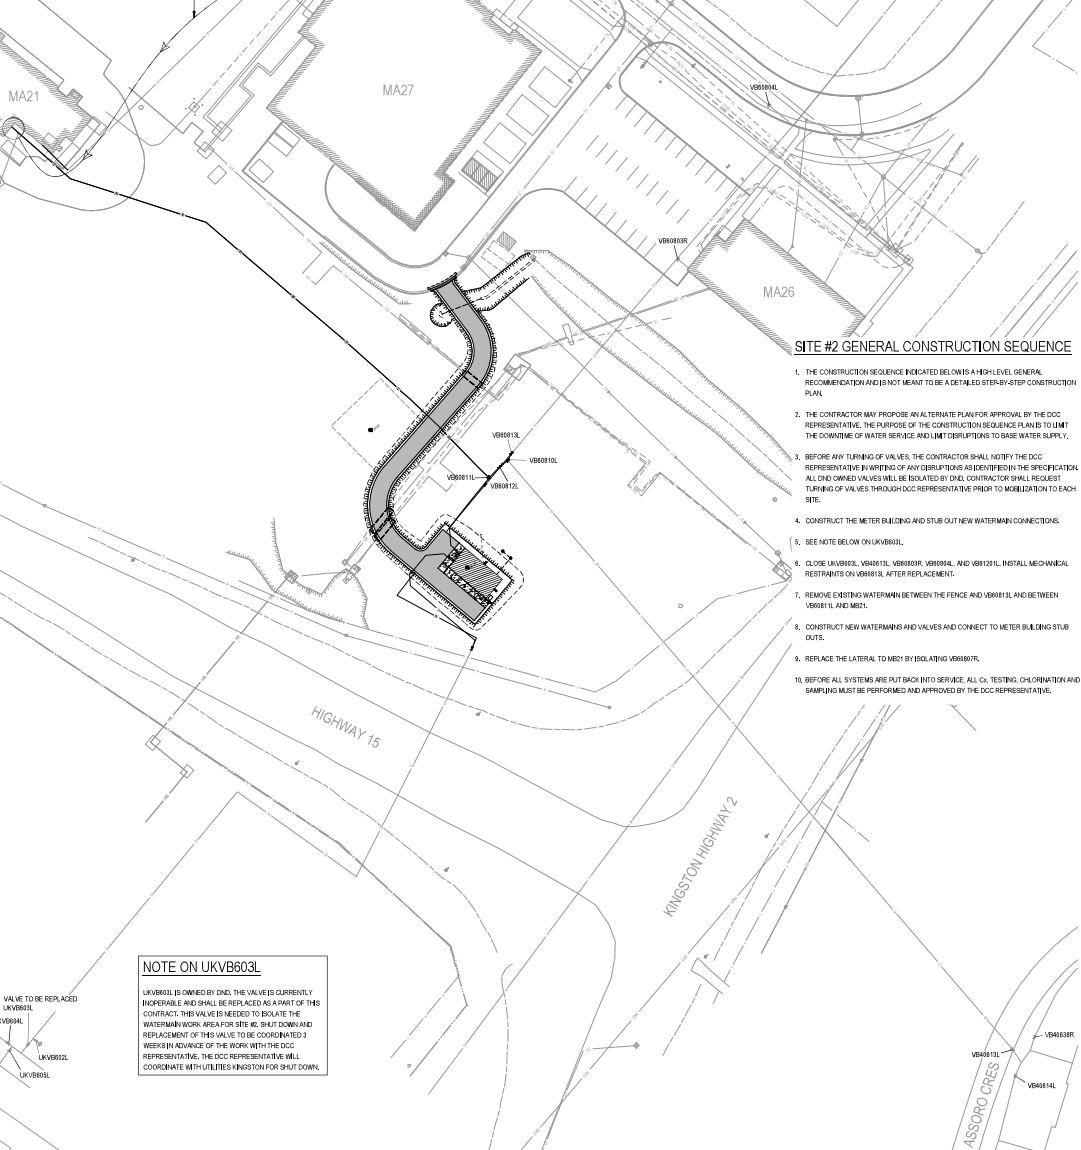 MA21
MA27
VB60804L
VB60803R
MA26
SITE #2 GENERAL CONSTRUCTION SEQUENCE
1. THE CONSTRUCTION SEQUENCE INDICATED BELOW IS A HIGH LEVEL GENERAL
RECOMMENDATION AND IS NOT MEANT TO BE A DETAILED STEP-BY-STEP CONSTRUCTION
PLAN.
2. THE CONTRACTOR MAY PROPOSE AN ALTERNATE PLAN FOR APPROVAL BY THE DCC
REPRESENTATIVE. THE PURPOSE OF THE CONSTRUCTION SEQUENCE PLAN IS TO LIMIT
THE DOWNTIME OF WATER SERVICE AND LIMIT DISRUPTIONS TO BASE WATER SUPPLY.
3. BEFORE ANY TURNING OF VALVES, THE CONTRACTOR SHALL NOTIFY THE DCC
REPRESENTATIVE IN WRITING OF ANY DISRUPTIONS AS IDENTIFIED IN THE SPECIFICATION.
ALL DND OWNED VALVES WILL BE ISOLATED BY DND. CONTRACTOR SHALL REQUEST
TURNING OF VALVES THROUGH DCC REPRESENTATIVE PRIOR TO MOBILIZATION TO EACH
SITE.
4. CONSTRUCT THE METER BUILDING AND STUB OUT NEW WATERMAIN CONNECTIONS.
5. SEE NOTE BELOW ON UKVB603L.
6. CLOSE UKVB603L, VB40613L, VB60803R, VB60804L, AND VB61201L. INSTALL MECHANICAL
RESTRAINTS ON VB60813L AFTER REPLACEMENT.
7. REMOVE EXISTING WATERMAIN BETWEEN THE FENCE AND VB60813L AND BETWEEN
VB60811L AND MB21.
8. CONSTRUCT NEW WATERMAINS AND VALVES AND CONNECT TO METER BUILDING STUB
OUTS.
9. REPLACE THE LATERAL TO MB21 BY ISOLATING VB60807R.
10. BEFORE ALL SYSTEMS ARE PUT BACK INTO SERVICE, ALL Cx, TESTING, CHLORINATION AND
SAMPLING MUST BE PERFORMED AND APPROVED BY THE DCC REPRESENTATIVE.
VB60813L
VB60810L
VB60811L
VB60812L
HIGHWAY 15
KINGSTON HIGHWAY 2
NOTE ON UKVB603L
UKVB603L IS OWNED BY DND. THE VALVE IS CURRENTLY
INOPERABLE AND SHALL BE REPLACED AS A PART OF THIS
CONTRACT. THIS VALVE IS NEEDED TO ISOLATE THE
WATERMAIN WORK AREA FOR SITE #2. SHUT DOWN AND
REPLACEMENT OF THIS VALVE TO BE COORDINATED 3
WEEKS IN ADVANCE OF THE WORK WITH THE DCC
REPRESENTATIVE. THE DCC REPRESENTATIVE WILL
COORDINATE WITH UTILITIES KINGSTON FOR SHUT DOWN.
VALVE TO BE REPLACED
UKVB603L
KVB604L
UKVB602L
UKVB605L
VB40638R
VB40613L
VB40614L
ASSORO CRES